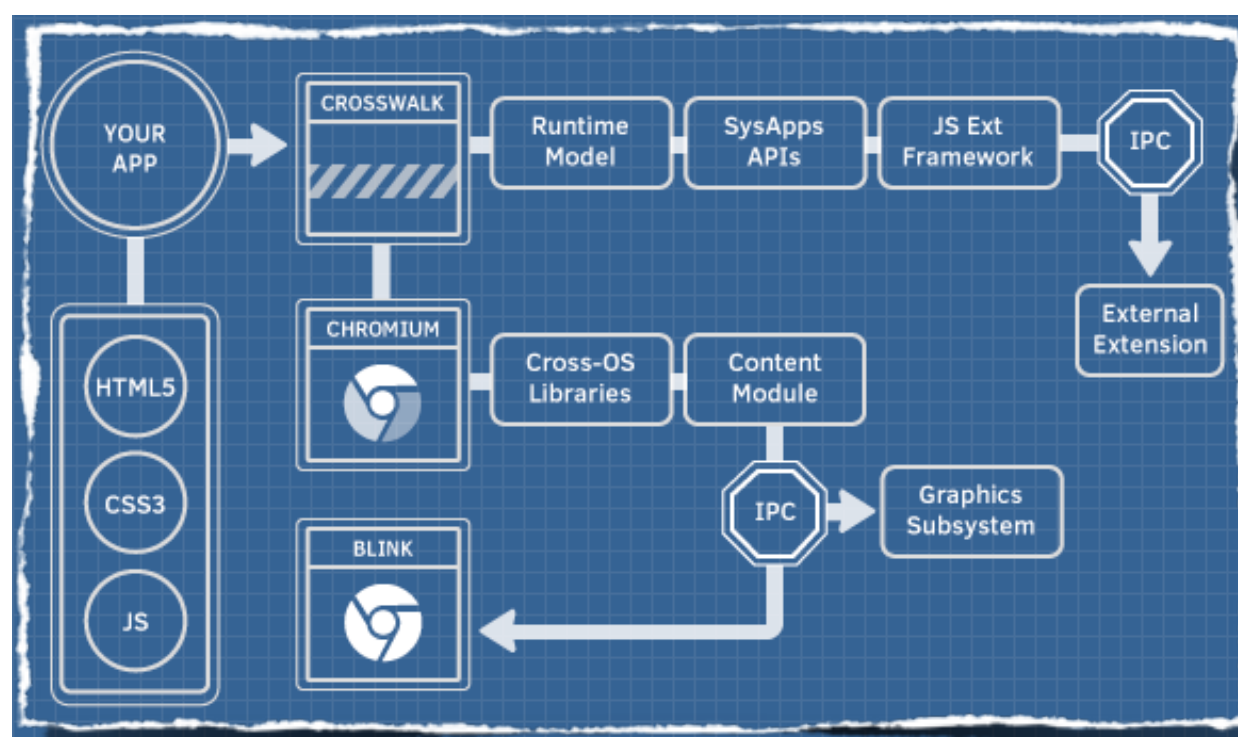 YOUR
APP
CROSSWALK
Runtime
Model
SysApps
APIs
JS Ext
Framework
IPC
External
Extension
HTML5
CSS3
JS
CHROMIUM
Cross-OS
Libraries
Content
Module
IPC
Graphics
Subsystem
BLINK